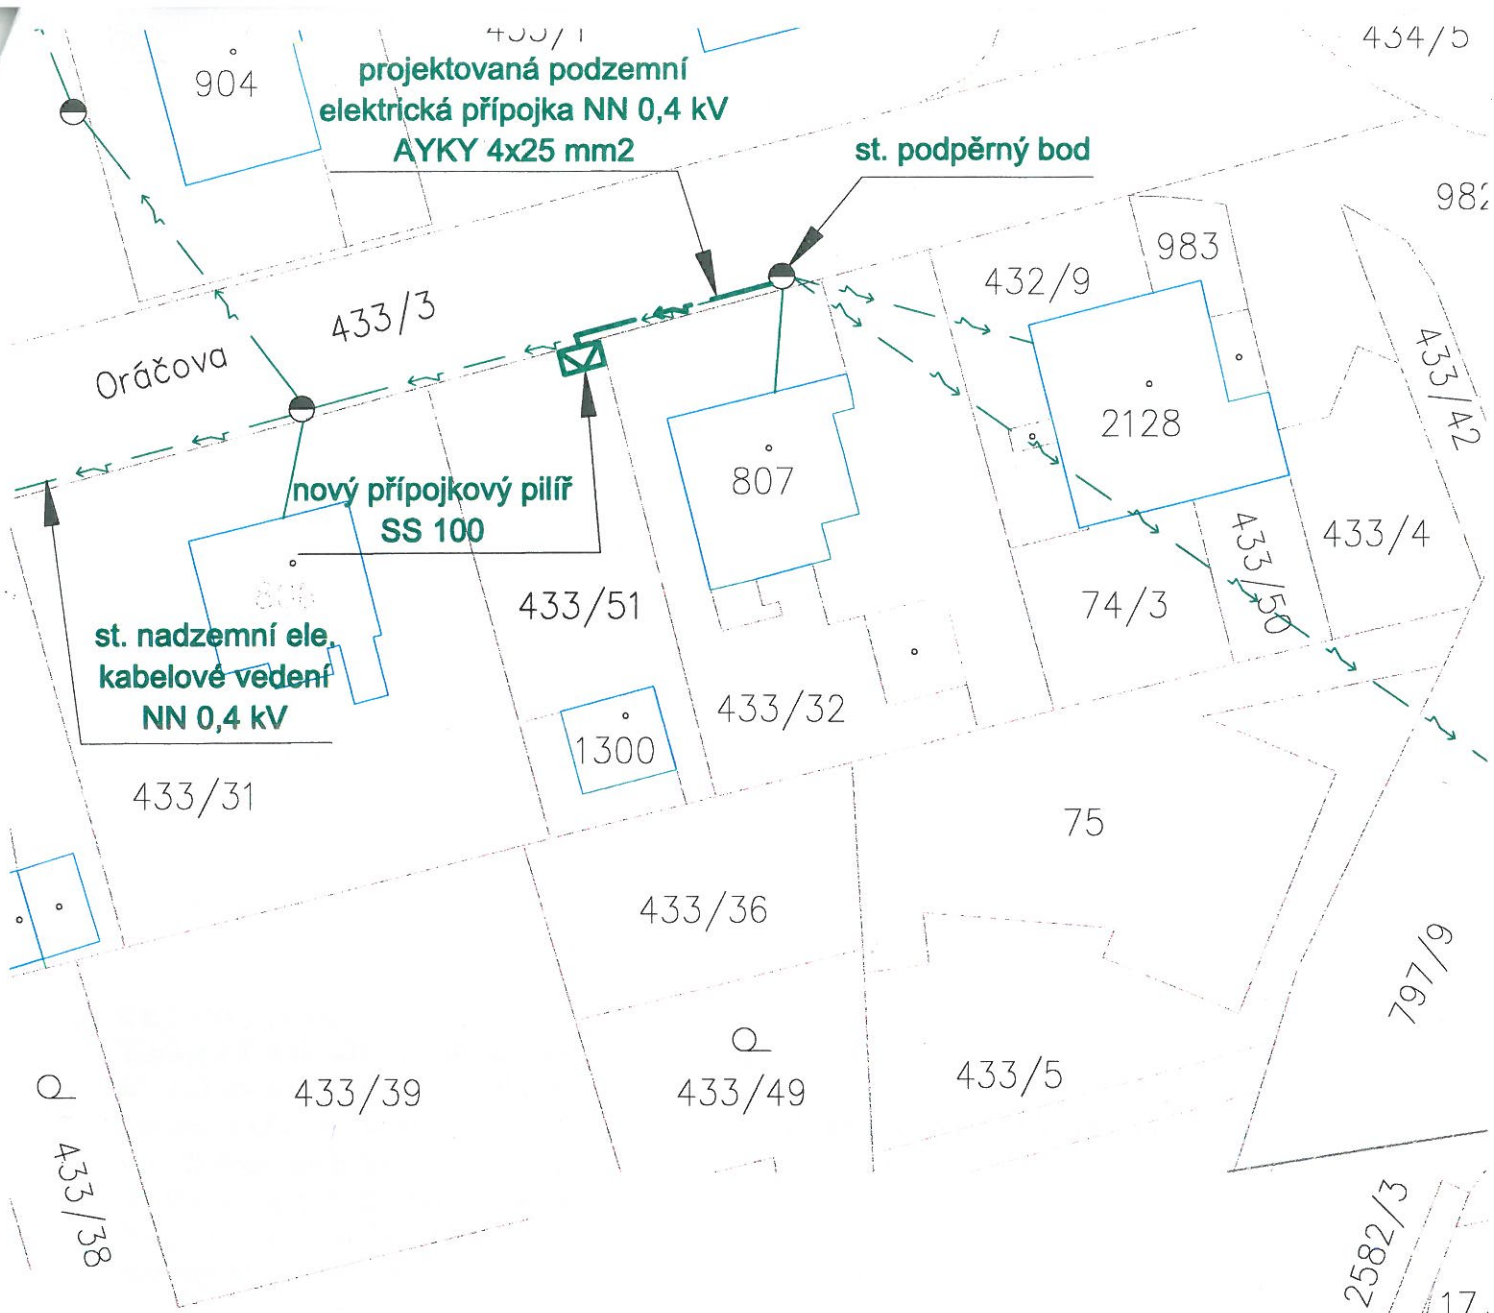 434/5
904
projektovaná podzemní
elektrická přípojka NN 0,4 kV
AYKY 4x25 mm2
st. podpěrný bod
983
432/9
433/3
Oráčova
433/42
2128
807
nový přípojkový pilíř
SS 100
433/50
433/4
433/51
74/3
st. nadzemní ele.
kabelové vedení
NN 0,4 kV
433/32
1300
433/31
75
433/36
797/9
433/39
433/49
433/5
433/38
2582/3
17